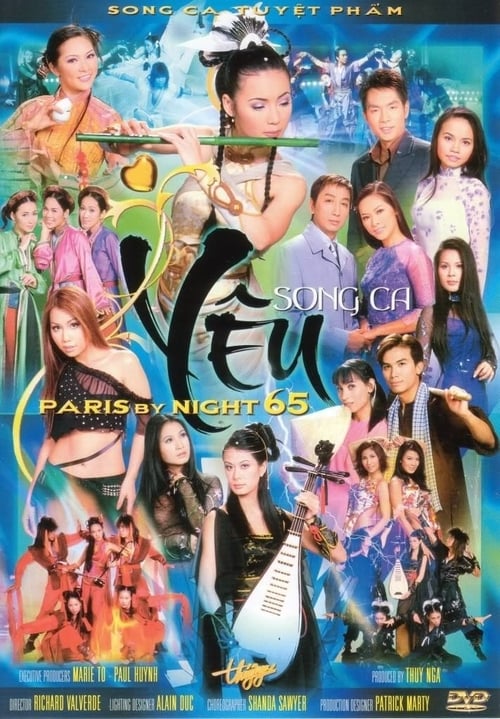 SONG CA TUYỆT PHẨM
YÊU
SONG CA
PARIS BY NIGHT 65
EXECUTIVE PRODUCERS MARIE TO - PAUL HUYNH
Thúy Nga
PRODUCED BY THUY NGA
DIRECTOR RICHARD VALVERDE LIGHTING DESIGNER ALAIN DUC CHOREOGRAPHER SHANDA SAWYER PRODUCTION DESIGNER PATRICK MARTY
DVD